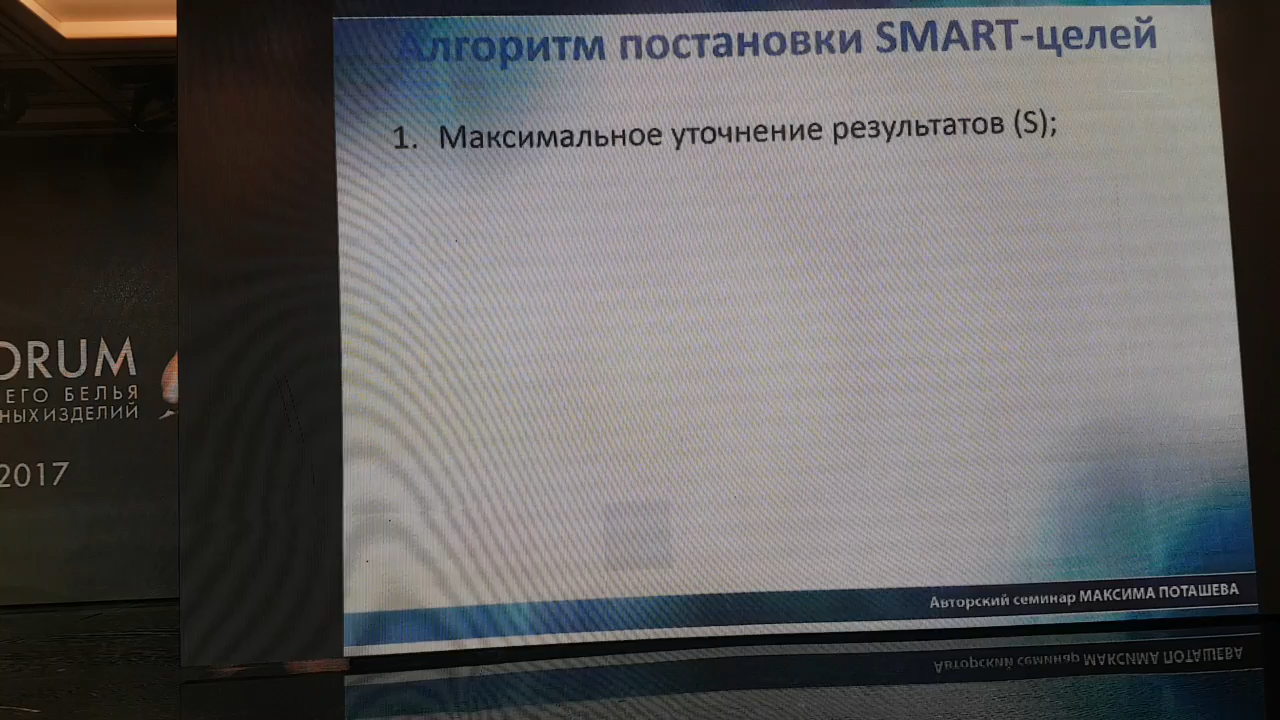 Алгоритм постановки SMART-целей
1. Максимальное уточнение результатов (S);
ORUM
ЕГО БЕЛЬЯ
НЫХ ИЗДЕЛИЙ
2017
Авторский семинар МАКСИМА ПОТАШЕВА